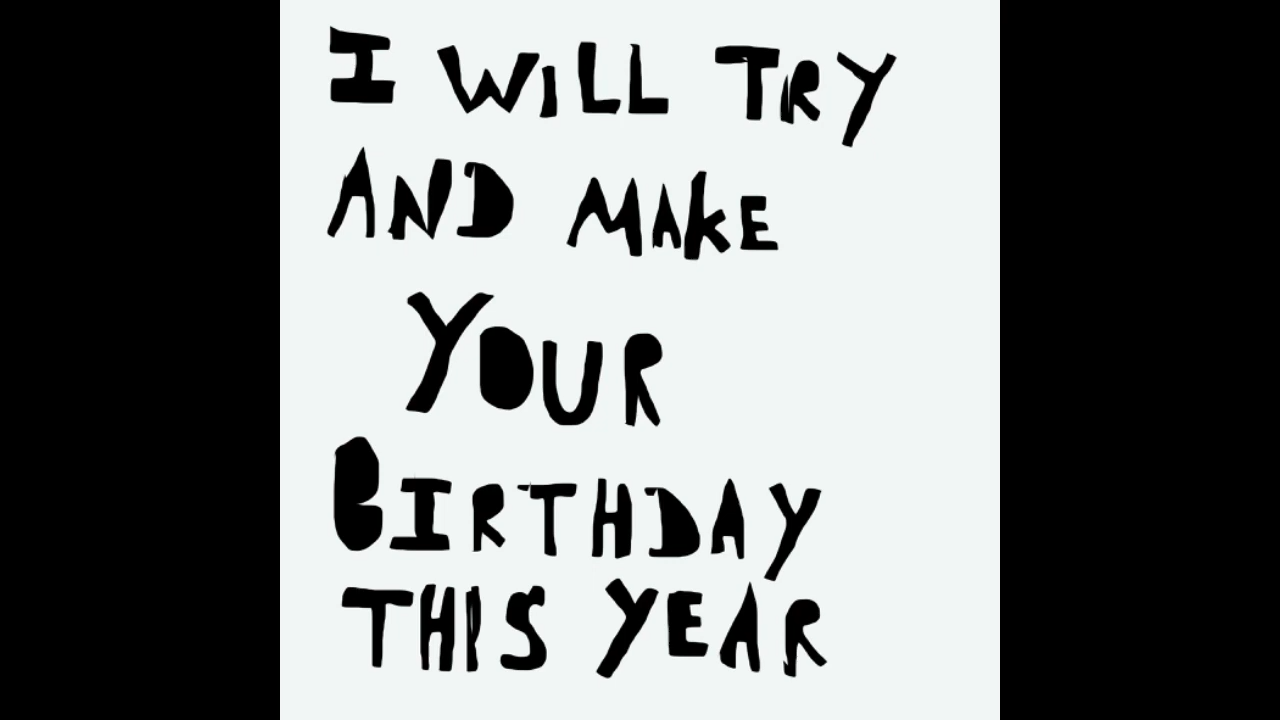 I WILL TRY
AND MAKE
YOUR
BIRTHDAY
THIS YEAR